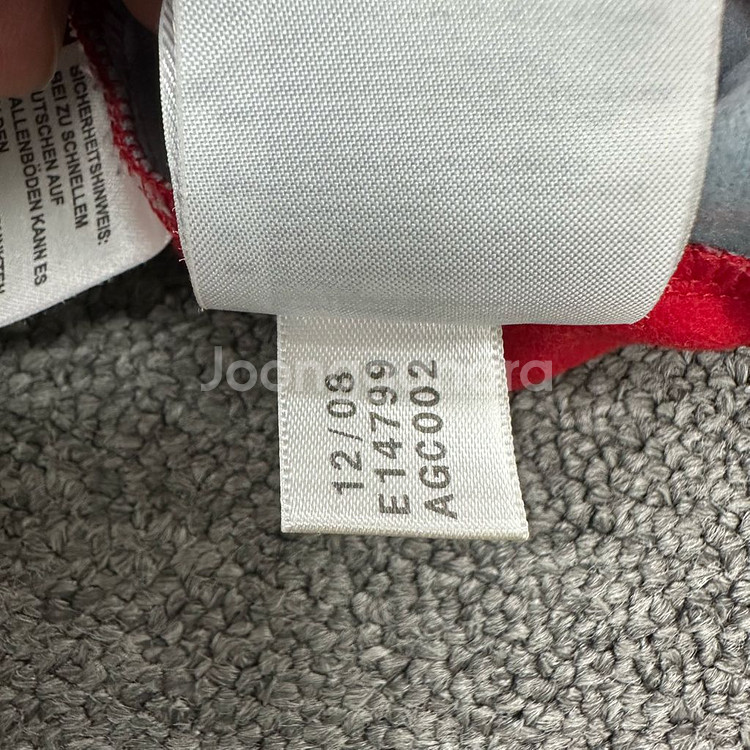 SICHERHEITSHINWEIS:
BEI ZU SCHNELLEM
UTSCHEN AUF
ALLENBÖDEN KANN ES
12/08
E14799
AGC002